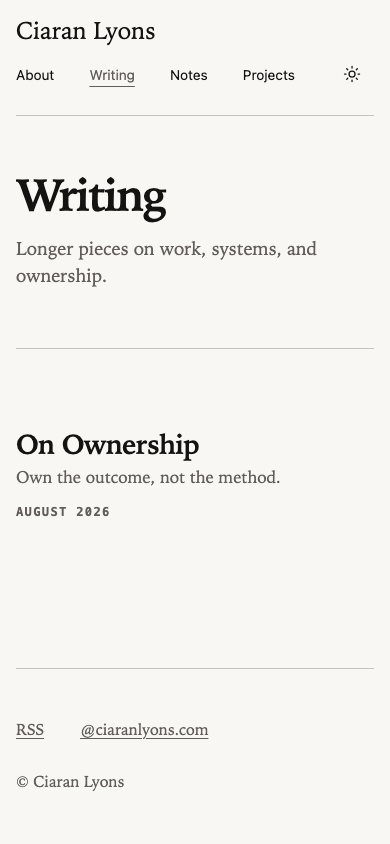 Ciaran Lyons
About Writing Notes Projects
Writing
Longer pieces on work, systems, and
ownership.
On Ownership
Own the outcome, not the method.
AUGUST 2026
RSS @ciaranlyons.com
© Ciaran Lyons